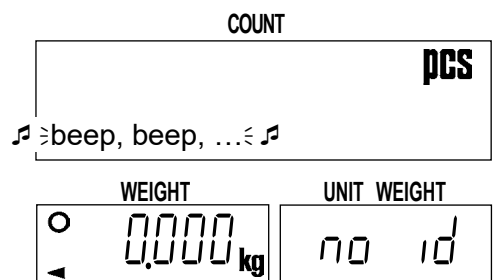 COUNT
pcs
♫ beep, beep, … ♫
WEIGHT UNIT WEIGHT
0.000 kg no id